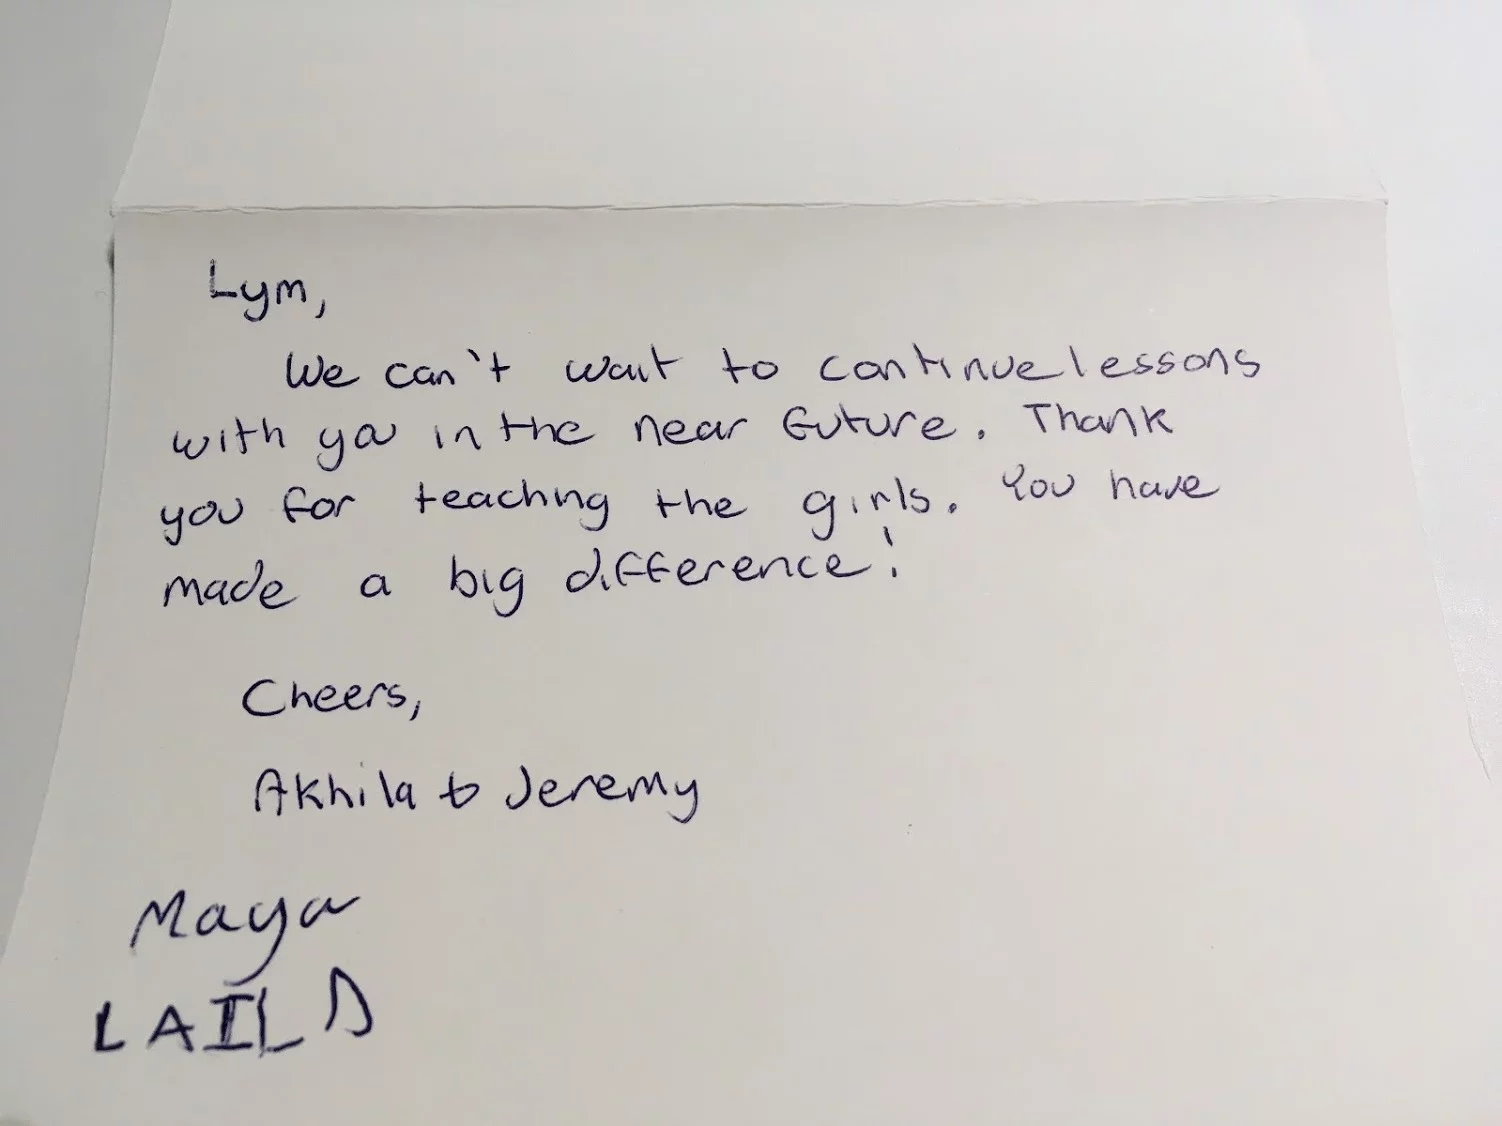 Lym,
We can't wait to continue lessons
with you in the near future. Thank
you for teaching the girls. You have
made a big difference!
Cheers,
Akhila & Jeremy
Maya
LAILA